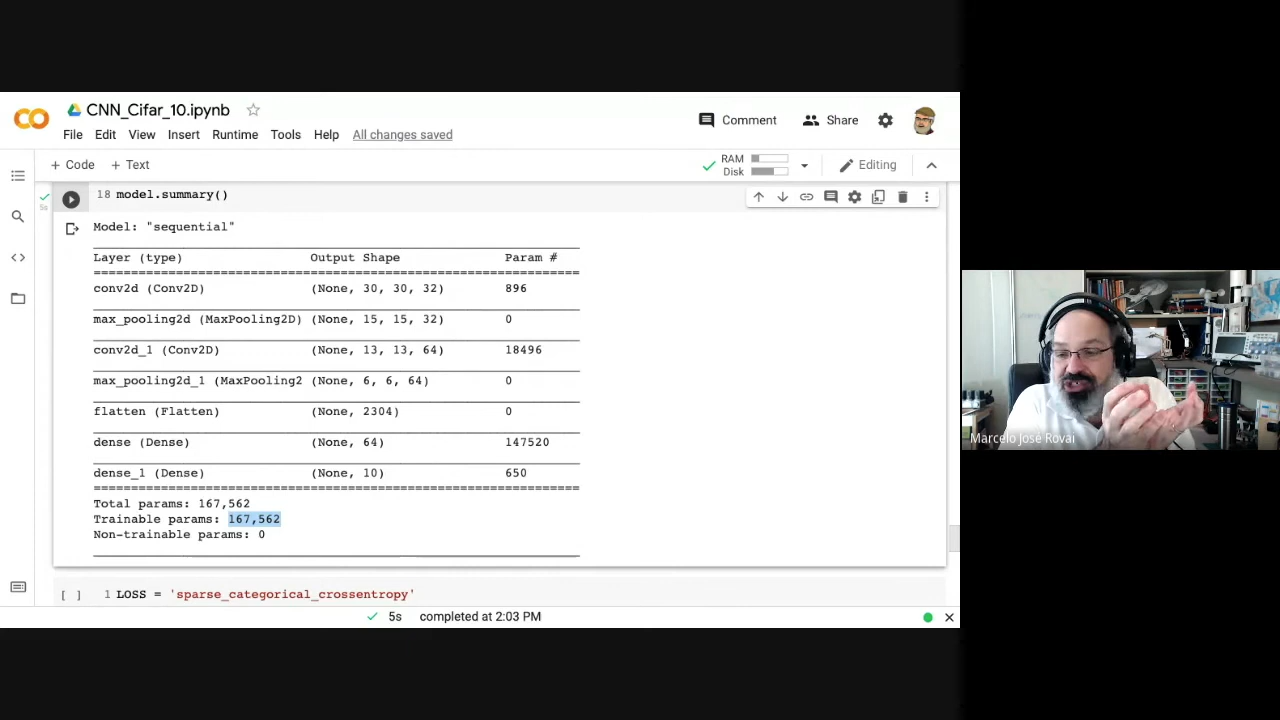 CNN_Cifar_10.ipynb
File Edit View Insert Runtime Tools Help All changes saved
Comment Share
+ Code + Text
RAM
Disk
Editing
5s
18 model.summary()
Model: "sequential"
Layer (type) Output Shape Param #
conv2d (Conv2D) (None, 30, 30, 32) 896
max_pooling2d (MaxPooling2D) (None, 15, 15, 32) 0
conv2d_1 (Conv2D) (None, 13, 13, 64) 18496
max_pooling2d_1 (MaxPooling2 (None, 6, 6, 64) 0
flatten (Flatten) (None, 2304) 0
dense (Dense) (None, 64) 147520
dense_1 (Dense) (None, 10) 650
Total params: 167,562
Trainable params: 167,562
Non-trainable params: 0
[ ] 1 LOSS = 'sparse_categorical_crossentropy'
5s completed at 2:03 PM
Marcelo José Rovai